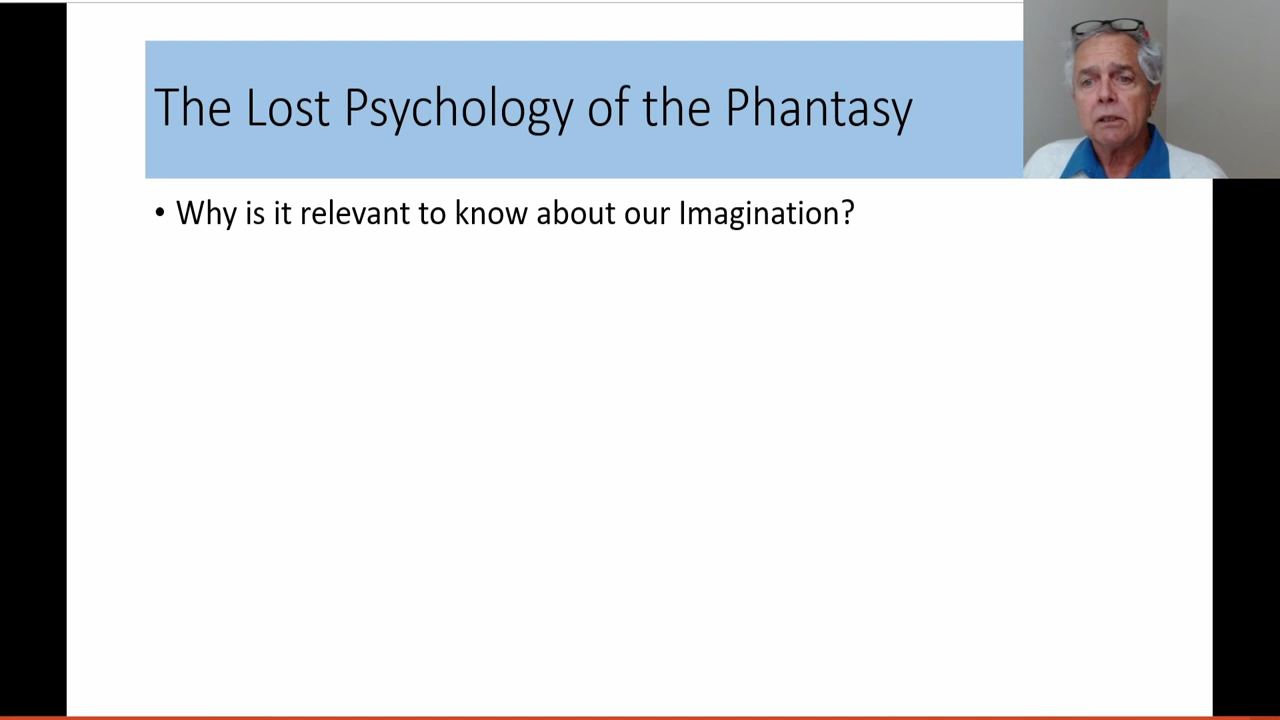 The Lost Psychology of the Phantasy
• Why is it relevant to know about our Imagination?